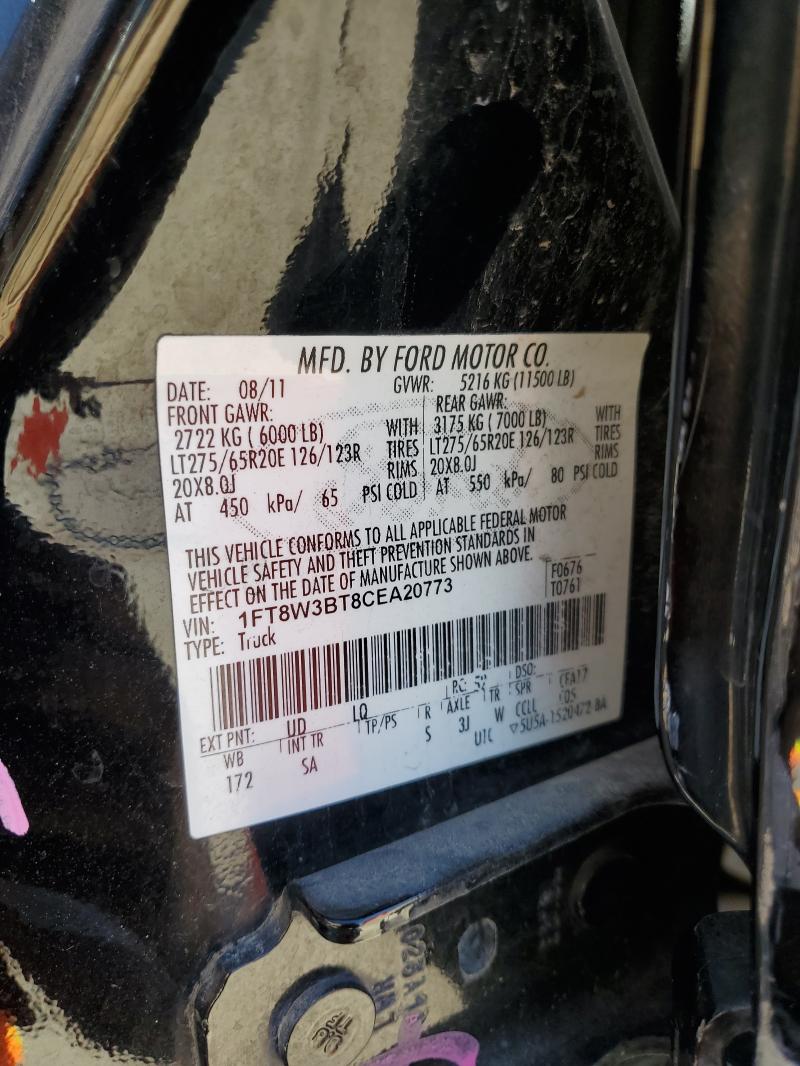 MFD. BY FORD MOTOR CO.
DATE: 08/11 GVWR: 5216 KG (11500 LB)
FRONT GAWR: REAR GAWR:
2722 KG ( 6000 LB) WITH 3175 KG ( 7000 LB) WITH
LT275/65R20E 126/123R TIRES LT275/65R20E 126/123R TIRES
20X8.0J RIMS 20X8.0J RIMS
AT 450 kPa/ 65 PSI COLD AT 550 kPa/ 80 PSI COLD
THIS VEHICLE CONFORMS TO ALL APPLICABLE FEDERAL MOTOR
VEHICLE SAFETY AND THEFT PREVENTION STANDARDS IN
EFFECT ON THE DATE OF MANUFACTURE SHOWN ABOVE.
F0676
VIN: 1FT8W3BT8CEA20773 T0761
TYPE: Truck
EXT PNT: UD LQ DSO:
WB INT TR TP/PS R AXLE TR SPR
172 SA S 3J W CCLL
UTC 5U5A-1520472-BA